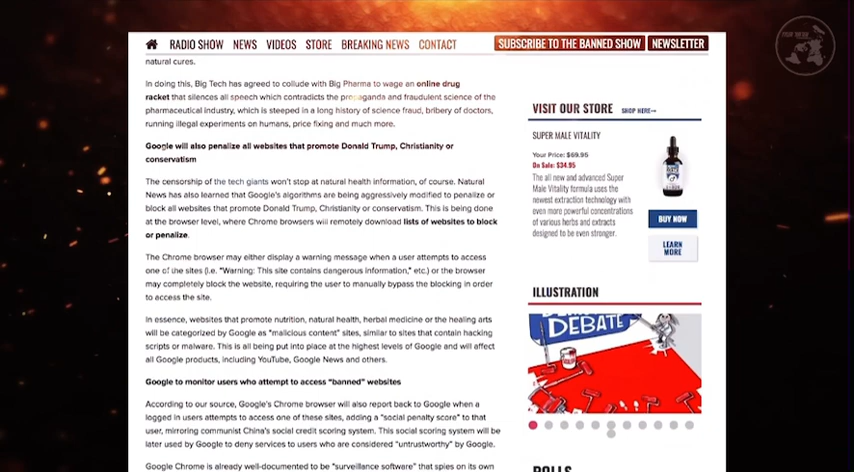 RADIO SHOW NEWS VIDEOS STORE BREAKING NEWS CONTACT SUBSCRIBE TO THE BANNED SHOW NEWSLETTER
natural cures.
In doing this, Big Tech has agreed to collude with Big Pharma to wage an online drug
racket that silences all speech which contradicts the propaganda and fraudulent science of the
pharmaceutical industry, which is steeped in a long history of science fraud, bribery of doctors,
running illegal experiments on humans, price fixing and much more.
Google will also penalize all websites that promote Donald Trump, Christianity or
conservatism
The censorship of the tech giants won't stop at natural health information, of course. Natural
News has also learned that Google's algorithms are being aggressively modified to penalize or
block all websites that promote Donald Trump, Christianity or conservatism. This is being done
at the browser level, where Chrome browsers will remotely download lists of websites to block
or penalize.
The Chrome browser may either display a warning message when a user attempts to access
one of the sites (i.e. "Warning: This site contains dangerous information," etc.) or the browser
may completely block the website, requiring the user to manually bypass the blocking in order
to access the site.
In essence, websites that promote nutrition, natural health, herbal medicine or the healing arts
will be categorized by Google as "malicious content" sites, similar to sites that contain hacking
scripts or malware. This is all being put into place at the highest levels of Google and will affect
all Google products, including YouTube, Google News and others.
Google to monitor users who attempt to access "banned" websites
According to our source, Google's Chrome browser will also report back to Google when a
logged in users attempts to access one of these sites, adding a "social penalty score" to that
user, mirroring communist China's social credit scoring system. This social scoring system will be
later used by Google to deny services to users who are considered "untrustworthy" by Google.
Google Chrome is already well-documented to be "surveillance software" that spies on its own
VISIT OUR STORE SHOP HERE
SUPER MALE VITALITY
Your Price: $69.95
On Sale: $34.95
The all new and advanced Super
Male Vitality formula uses the
newest extraction technology with
even more powerful concentrations
of various herbs and extracts
designed to be even stronger.
BUY NOW
LEARN
MORE
ILLUSTRATION
DEBATE
POLLS